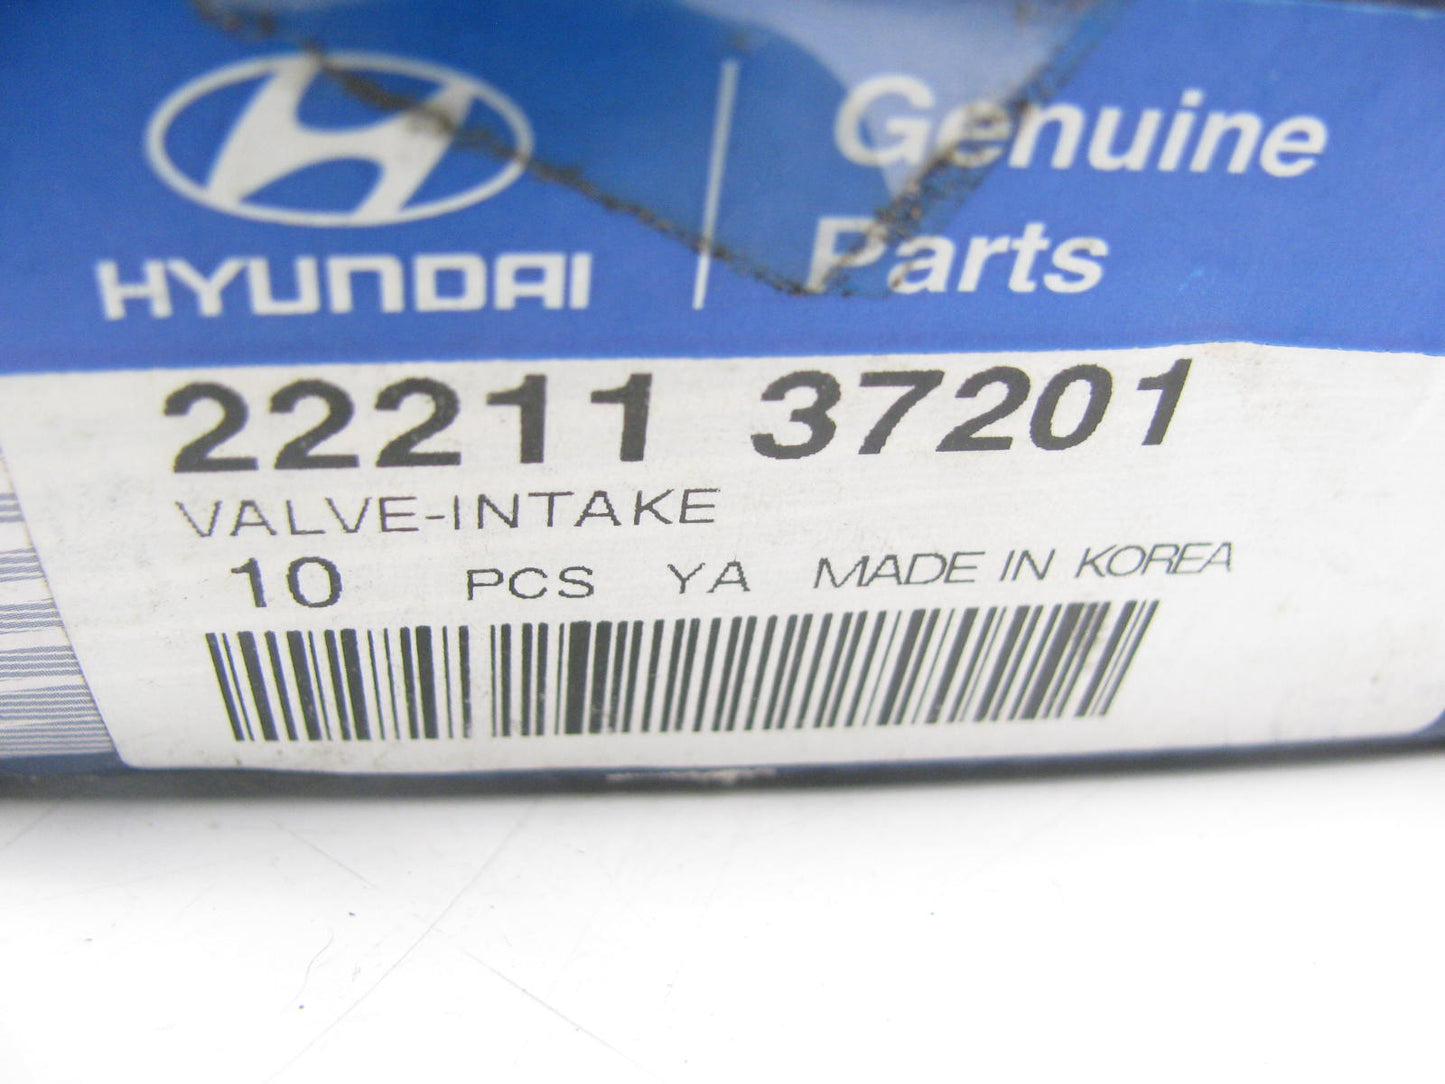 HYUNDAI
Genuine
Parts
22211 37201
VALVE-INTAKE
10 PCS YA MADE IN KOREA